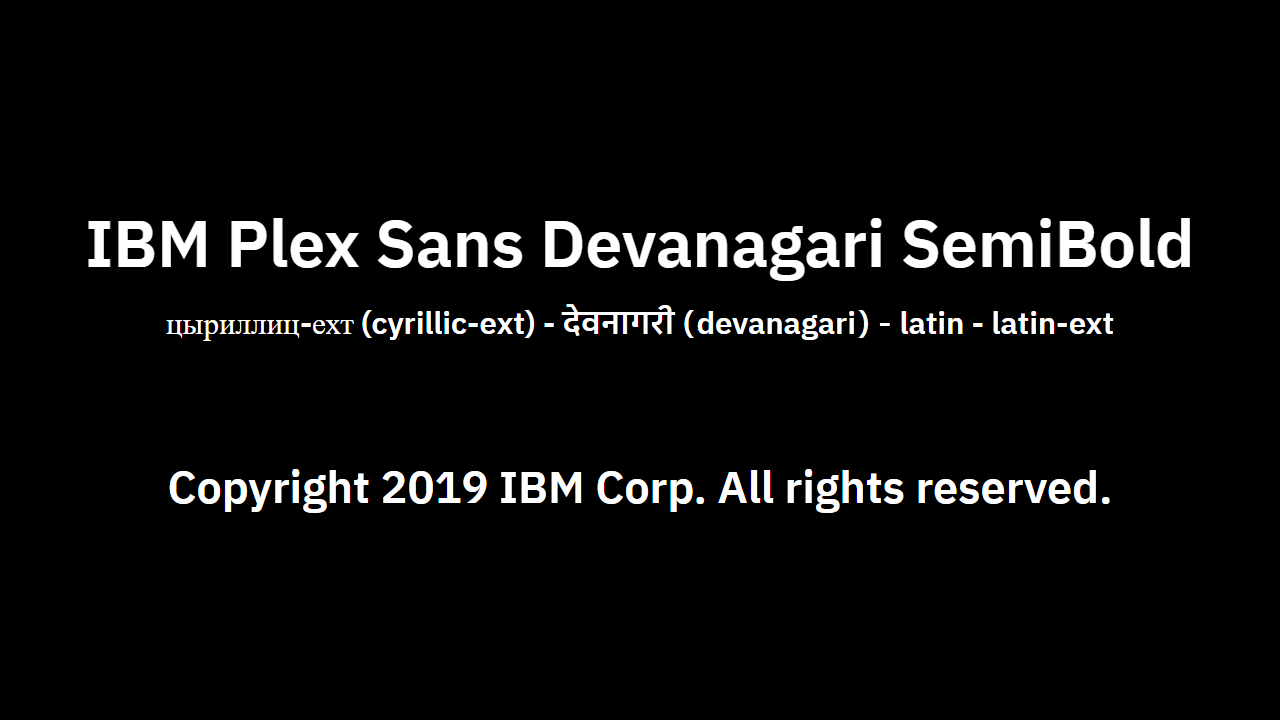 IBM Plex Sans Devanagari SemiBold
цыриллиц-ехт (cyrillic-ext) - देवनागरी (devanagari) - latin - latin-ext
Copyright 2019 IBM Corp. All rights reserved.